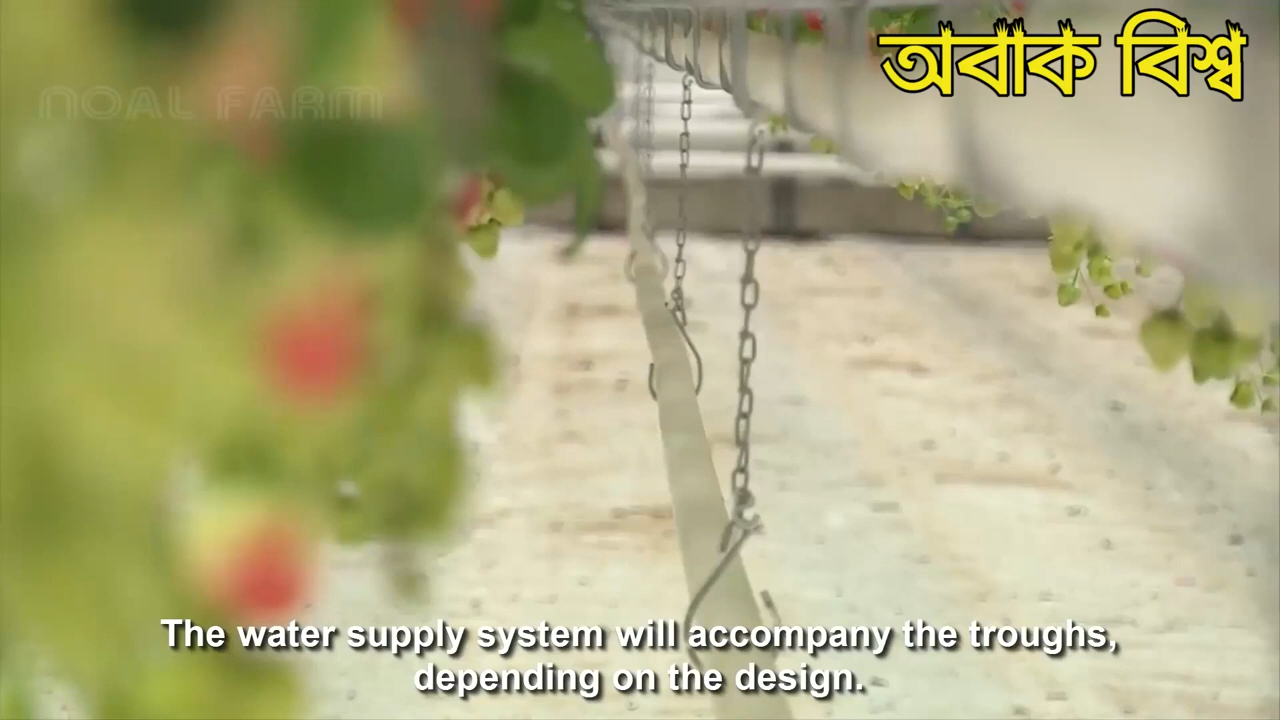 NOAL FARM
অবাক বিশ্ব
The water supply system will accompany the troughs,
depending on the design.